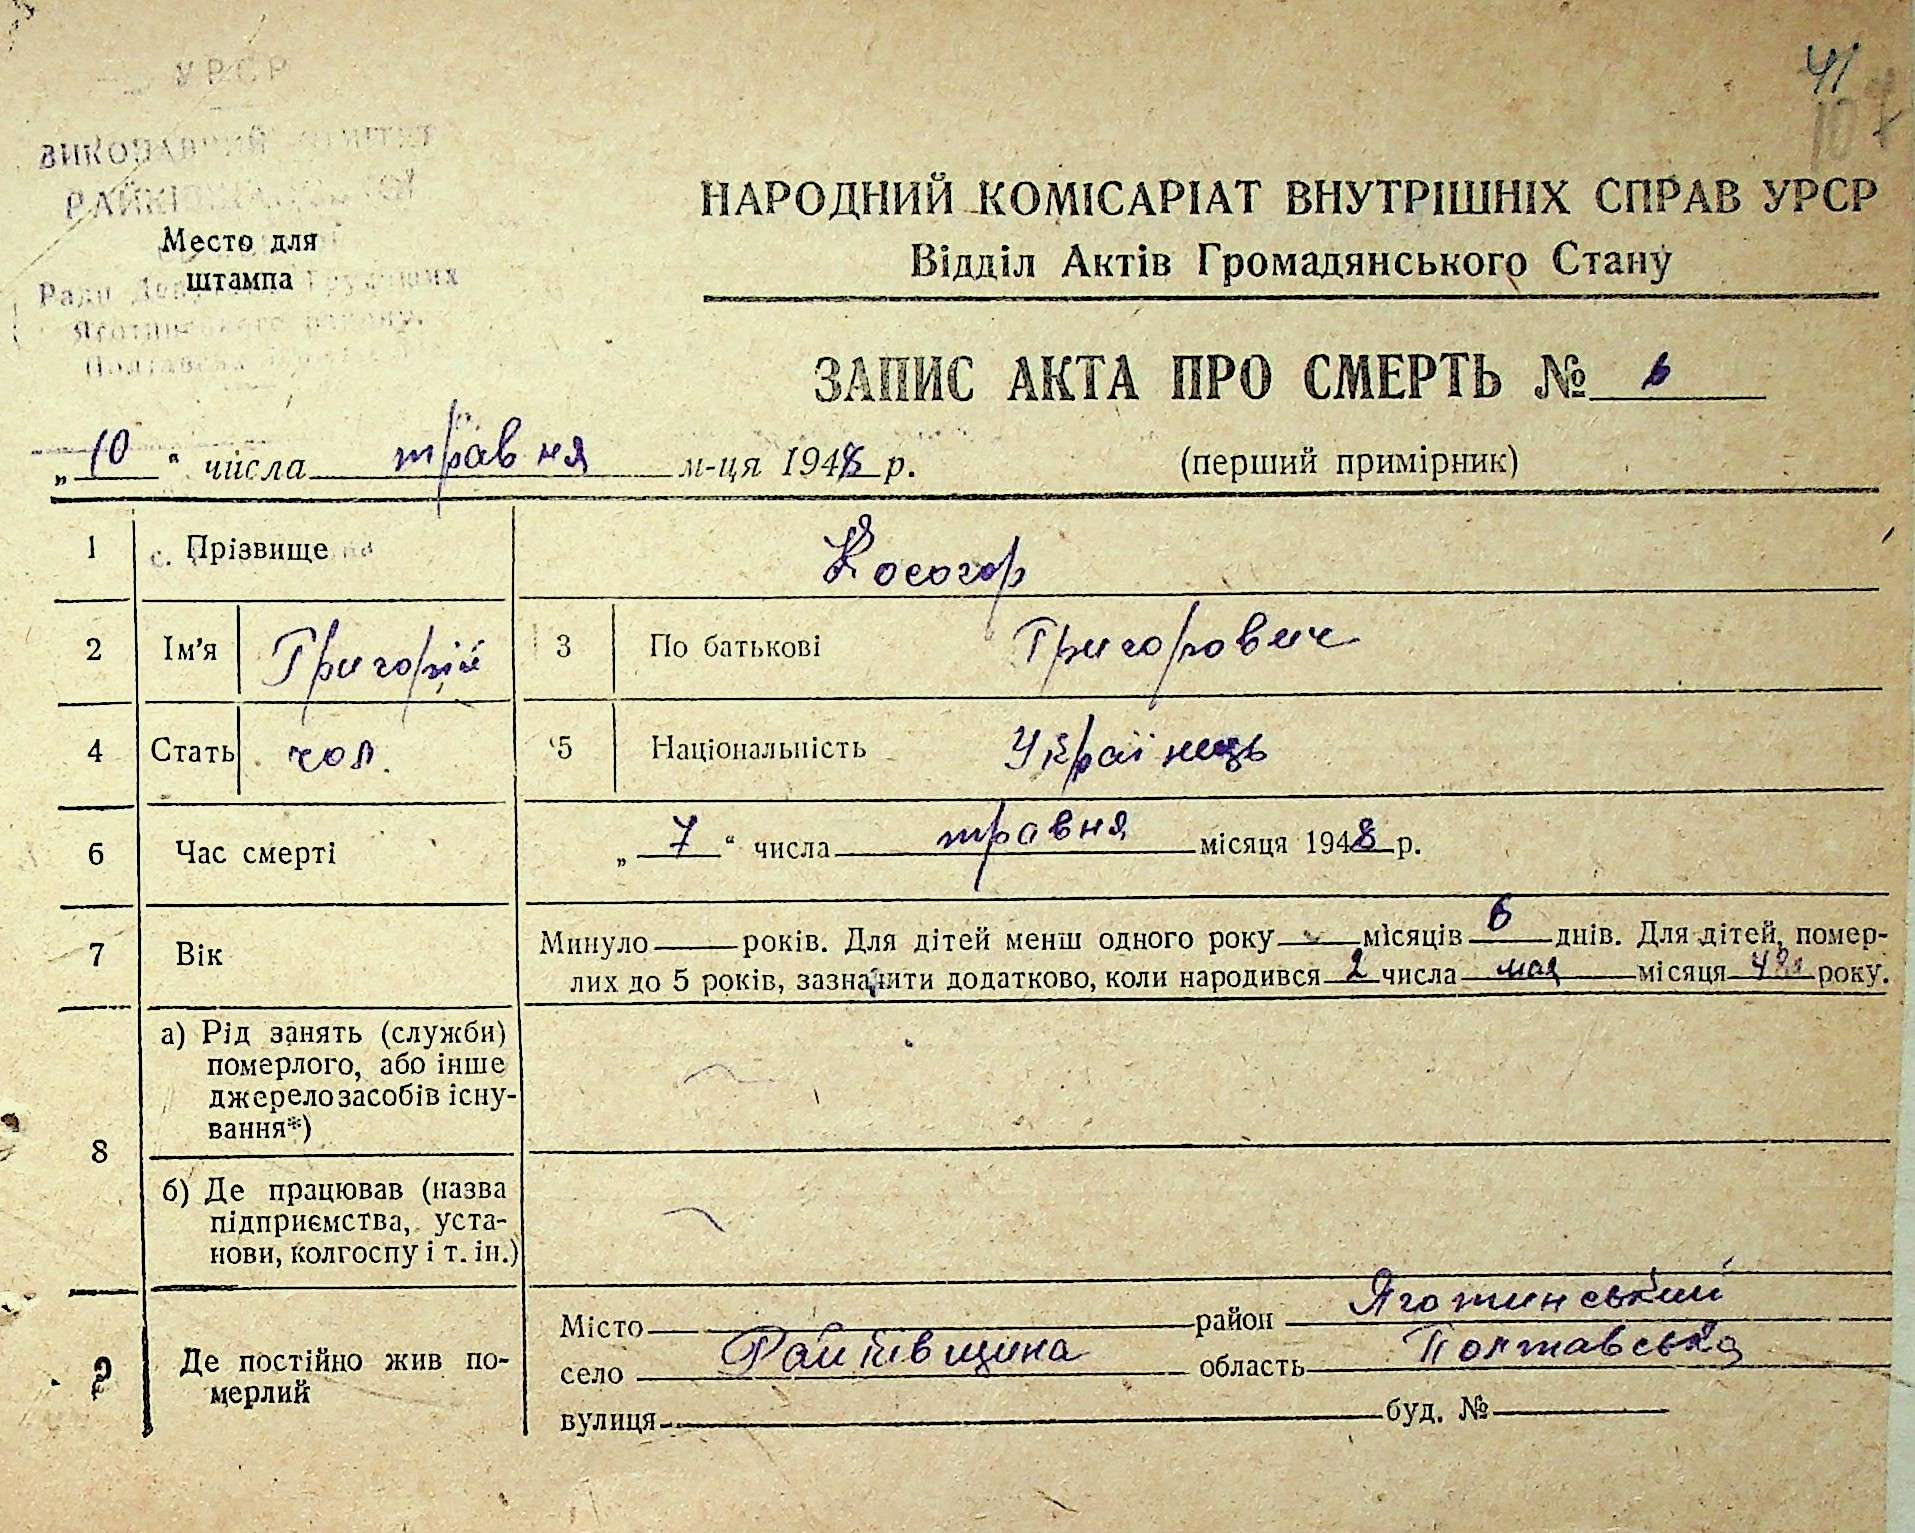 УРСР
41
107
ВИКОНАВЧИЙ КОМІТЕТ
НАРОДНИЙ КОМІСАРІАТ ВНУТРІШНІХ СПРАВ УРСР
Відділ Актів Громадянського Стану
Место для
штампа
Ради Депутатів Трудящих
Яготинського району,
ЗАПИС АКТА ПРО СМЕРТЬ № 6
„10“ числа травня м-ця 1948 р. (перший примірник)
1 с. Прізвище Косогор
2 Ім'я Григорій 3 По батькові Григорович
4 Стать чол. 5 Національність Українець
6 Час смерті „7“ числа травня місяця 1948 р.
7 Вік Минуло років. Для дітей менш одного року місяців 6 днів. Для дітей, помер-
лих до 5 років, зазначити додатково, коли народився 2 числа мая місяця 48 року.
8 а) Рід занять (служби)
померлого, або інше
джерело засобів існу-
вання*)
б) Де працював (назва
підприємства, уста-
нови, колгоспу і т. ін.)
9 Де постійно жив по-
мерлий
Місто район Яготинський
село Райківщина область Полтавська
вулиця буд. №